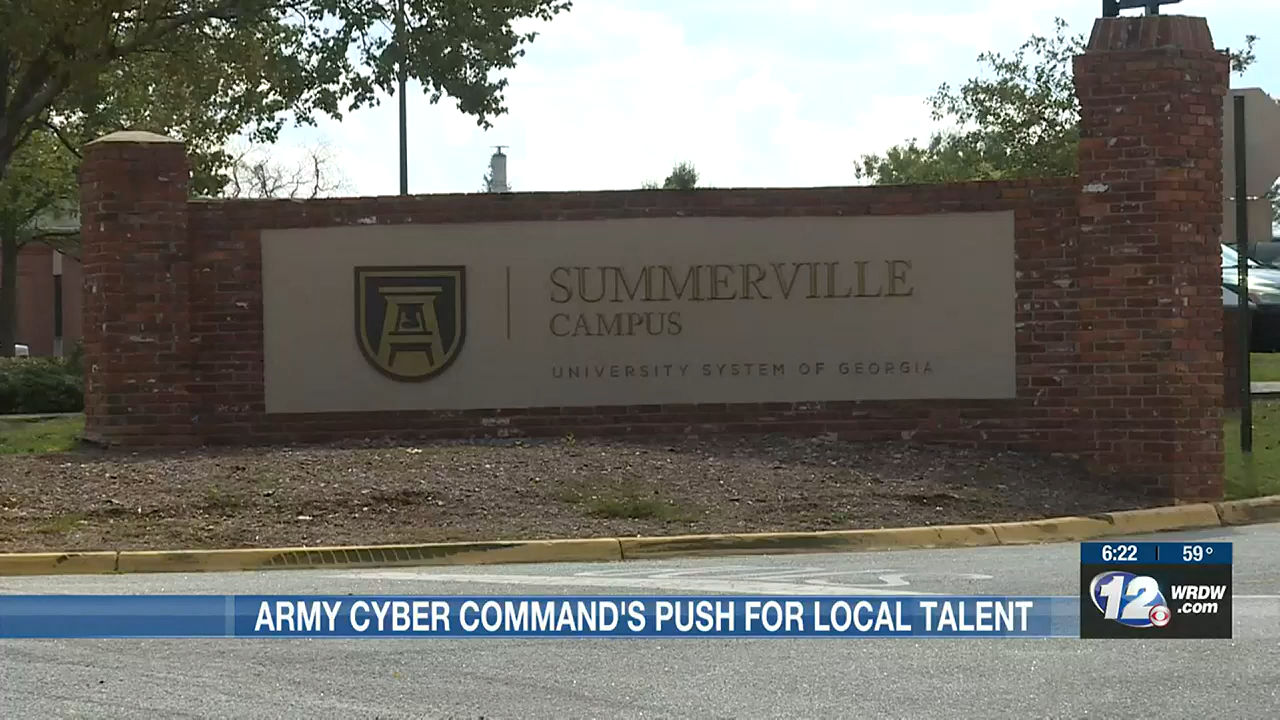 SUMMERVILLE
CAMPUS
UNIVERSITY SYSTEM OF GEORGIA
6:22 59°
12 WRDW
.com
ARMY CYBER COMMAND'S PUSH FOR LOCAL TALENT